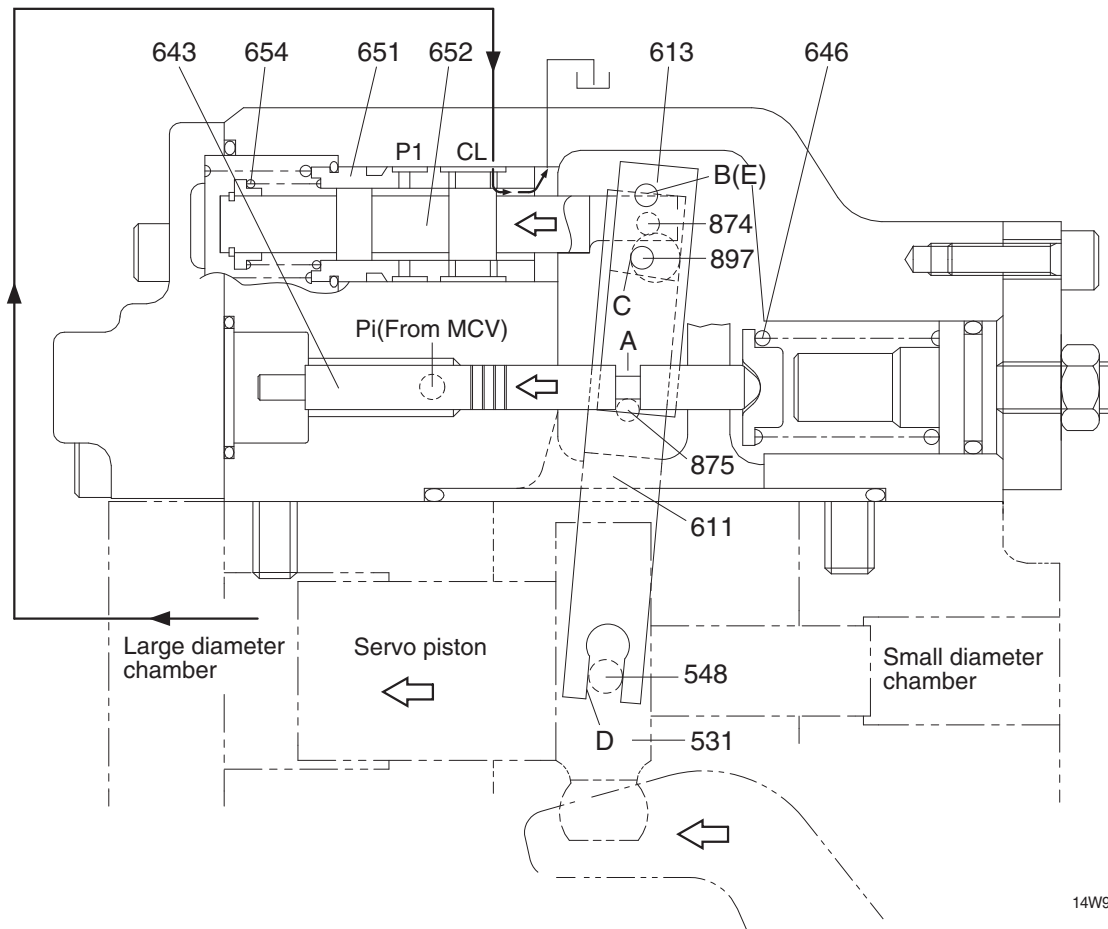 643
654
651
652
613
646
P1
CL
B(E)
874
897
C
Pi(From MCV)
A
875
611
Large diameter
chamber
Servo piston
548
Small diameter
chamber
D
531
14W9